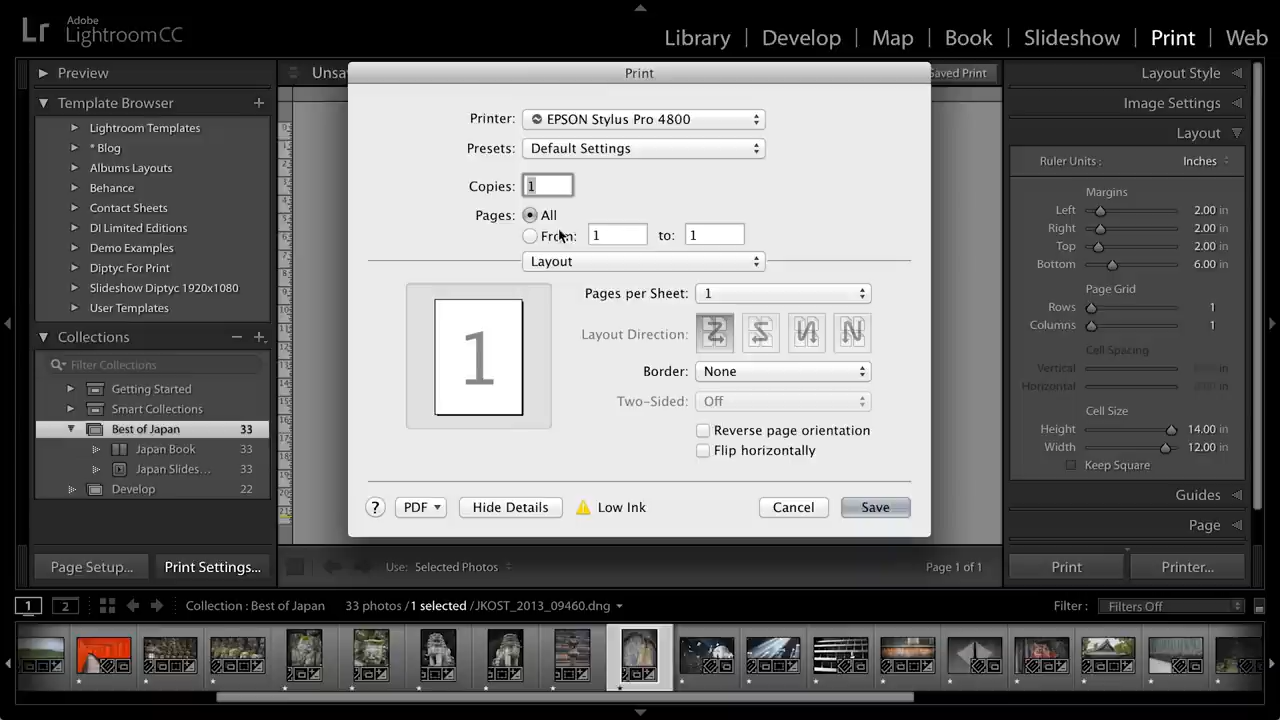 Lr Adobe
Lightroom CC
Library | Develop | Map | Book | Slideshow | Print | Web
Preview
Template Browser +
Lightroom Templates
* Blog
Albums Layouts
Behance
Contact Sheets
DI Limited Editions
Demo Examples
Diptyc For Print
Slideshow Diptyc 1920x1080
User Templates
Collections − +
Filter Collections
Getting Started
Smart Collections
Best of Japan 33
Japan Book 33
Japan Slides... 33
Develop 22
Page Setup...
Print Settings...
Unsa
Saved Print
Print
Printer: EPSON Stylus Pro 4800
Presets: Default Settings
Copies: 1
Pages: All
From: 1 to: 1
Layout
1
Pages per Sheet: 1
Layout Direction:
Border: None
Two-Sided: Off
Reverse page orientation
Flip horizontally
? PDF Hide Details Low Ink Cancel Save
Use: Selected Photos
Page 1 of 1
Layout Style
Image Settings
Layout
Ruler Units : Inches
Margins
Left 2.00 in
Right 2.00 in
Top 2.00 in
Bottom 6.00 in
Page Grid
Rows 1
Columns 1
Cell Spacing
Vertical
Horizontal
Cell Size
Height 14.00 in
Width 12.00 in
Keep Square
Guides
Page
Print
Printer...
1 2 Collection : Best of Japan 33 photos / 1 selected / JKOST_2013_09460.dng Filter : Filters Off